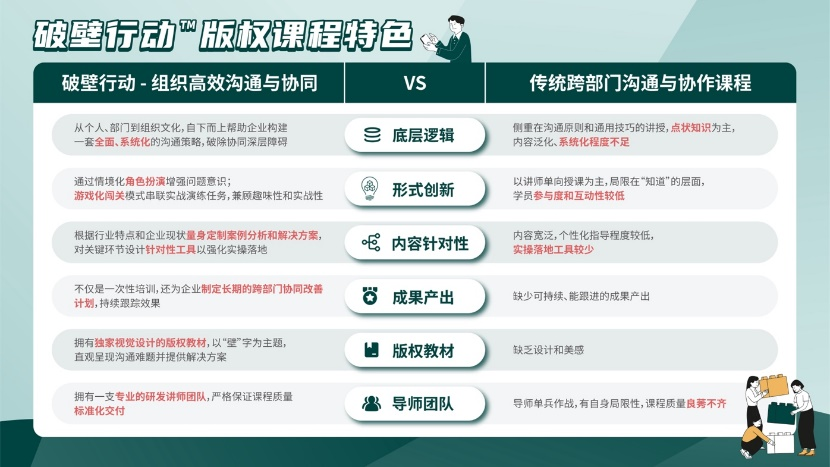 破壁行动™版权课程特色
破壁行动 - 组织高效沟通与协同
VS
传统跨部门沟通与协作课程
从个人、部门到组织文化，自下而上帮助企业构建
一套全面、系统化的沟通策略，破除协同深层障碍
底层逻辑
侧重在沟通原则和通用技巧的讲授，点状知识为主，
内容泛化、系统化程度不足
通过情境化角色扮演增强问题意识；
游戏化闯关模式串联实战演练任务，兼顾趣味性和实战性
形式创新
以讲师单向授课为主，局限在“知道”的层面，
学员参与度和互动性较低
根据行业特点和企业现状量身定制案例分析和解决方案，
对关键环节设计针对性工具以强化实操落地
内容针对性
内容宽泛，个性化指导程度较低，
实操落地工具较少
不仅是一次性培训，还为企业制定长期的跨部门协同改善
计划，持续跟踪效果
成果产出
缺少可持续、能跟进的成果产出
拥有独家视觉设计的版权教材，以“壁”字为主题，
直观呈现沟通难题并提供解决方案
版权教材
缺乏设计和美感
拥有一支专业的研发讲师团队，严格保证课程质量
标准化交付
导师团队
导师单兵作战，有自身局限性，课程质量良莠不齐